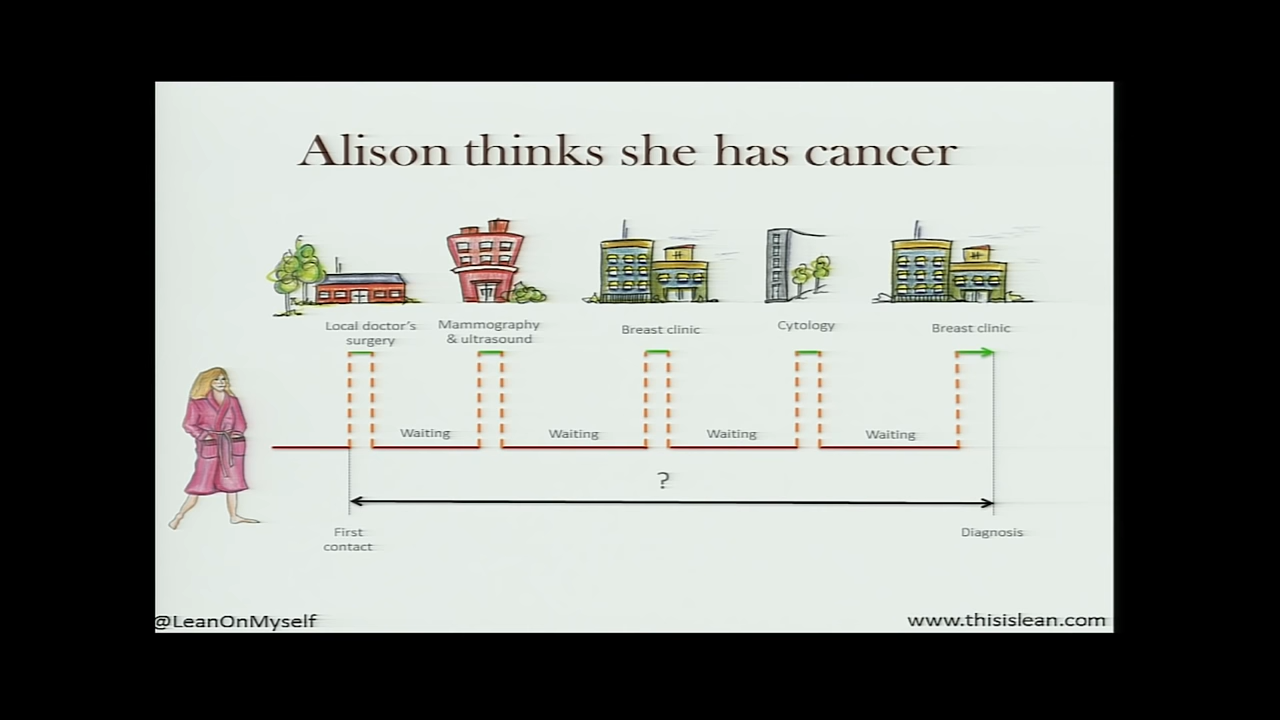 Alison thinks she has cancer
Local doctor's
surgery
Mammography
& ultrasound
Breast clinic
Cytology
Breast clinic
Waiting
Waiting
Waiting
Waiting
?
First
contact
Diagnosis
@LeanOnMyself
www.thisislean.com